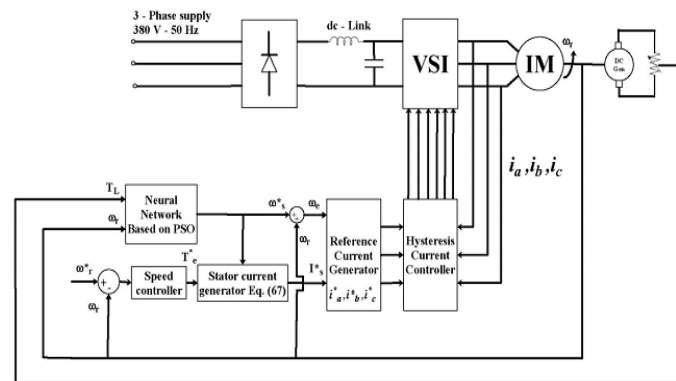 3 - Phase supply
380 V - 50 Hz
dc - Link
VSI
IM
ωr
DC
Gen
ia,ib,ic
TL
ωr
Neural
Network
Based on PSO
ω*s
+
-
ωe
ωr
Reference
Current
Generator
i*a,i*b,i*c
Hysteresis
Current
Controller
ω*r
+
-
ωr
Speed
controller
T*e
Stator current
generator Eq. (67)
I*s